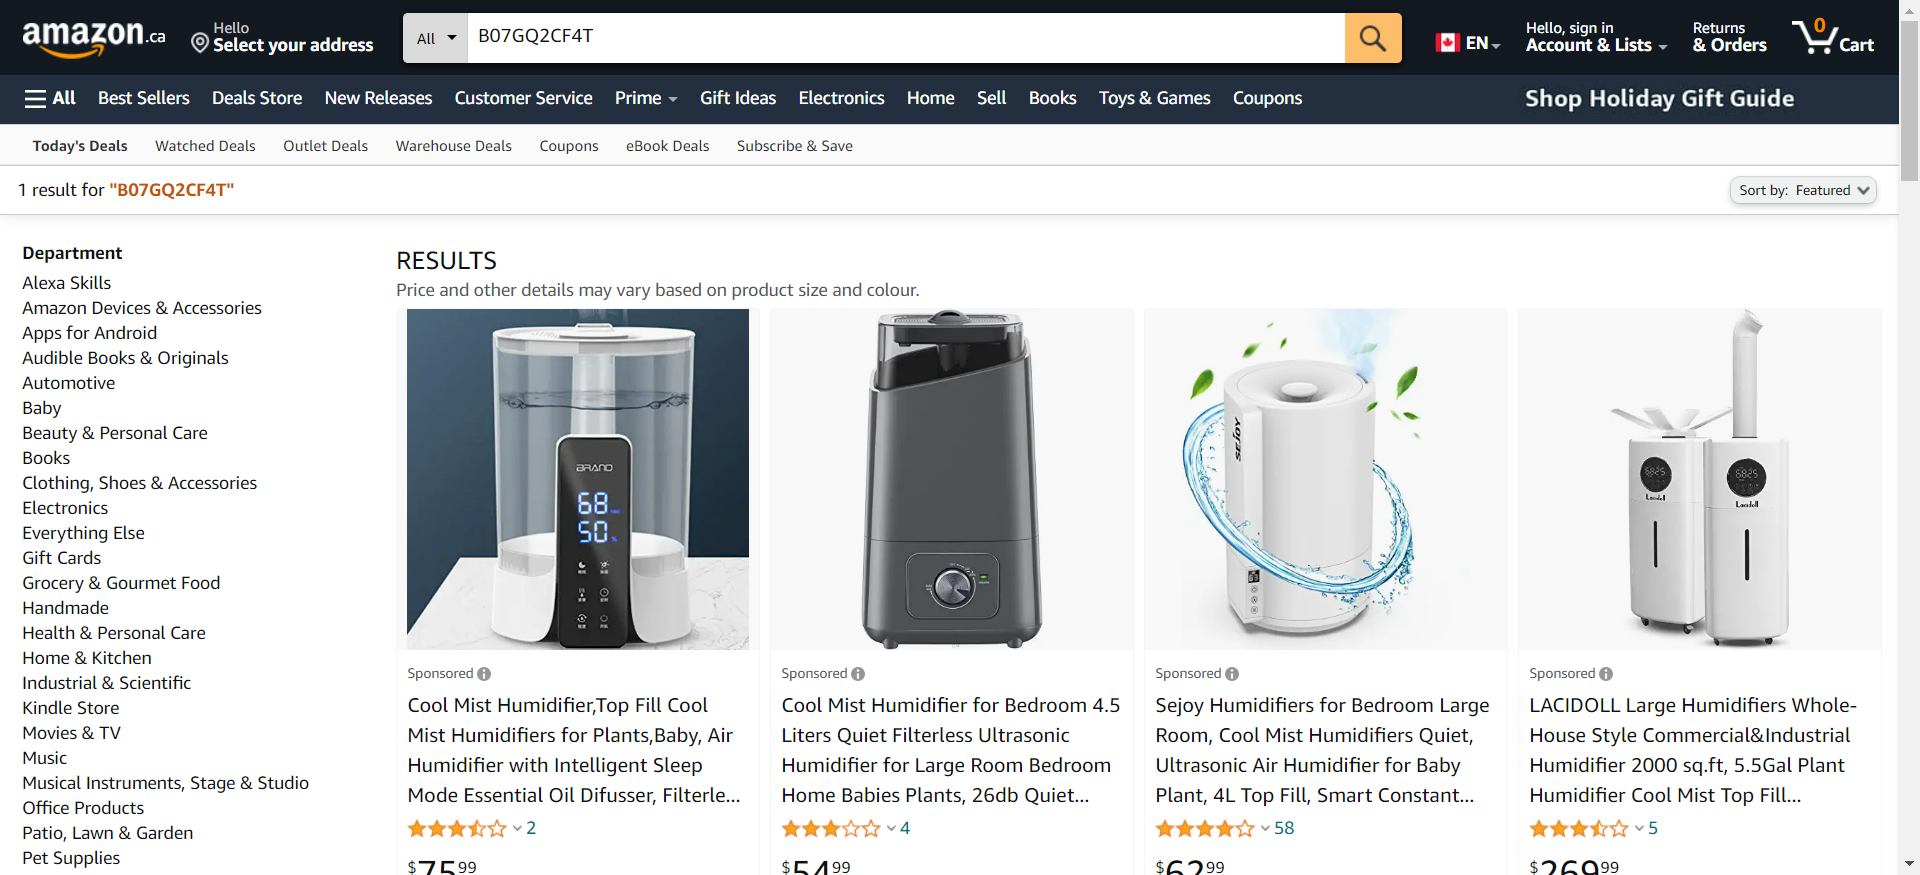 amazon.ca
Hello
Select your address
All
B07GQ2CF4T
EN
Hello, sign in
Account & Lists
Returns
& Orders
0
Cart
All
Best Sellers
Deals Store
New Releases
Customer Service
Prime
Gift Ideas
Electronics
Home
Sell
Books
Toys & Games
Coupons
Shop Holiday Gift Guide
Today's Deals
Watched Deals
Outlet Deals
Warehouse Deals
Coupons
eBook Deals
Subscribe & Save
1 result for "B07GQ2CF4T"
Sort by: Featured
Department
Alexa Skills
Amazon Devices & Accessories
Apps for Android
Audible Books & Originals
Automotive
Baby
Beauty & Personal Care
Books
Clothing, Shoes & Accessories
Electronics
Everything Else
Gift Cards
Grocery & Gourmet Food
Handmade
Health & Personal Care
Home & Kitchen
Industrial & Scientific
Kindle Store
Movies & TV
Music
Musical Instruments, Stage & Studio
Office Products
Patio, Lawn & Garden
Pet Supplies
RESULTS
Price and other details may vary based on product size and colour.
BRAND
68
50
Sponsored
Cool Mist Humidifier,Top Fill Cool
Mist Humidifiers for Plants,Baby, Air
Humidifier with Intelligent Sleep
Mode Essential Oil Difusser, Filterle...
2
$75.99
Sponsored
Cool Mist Humidifier for Bedroom 4.5
Liters Quiet Filterless Ultrasonic
Humidifier for Large Room Bedroom
Home Babies Plants, 26db Quiet...
4
$54.99
SEJOY
Sponsored
Sejoy Humidifiers for Bedroom Large
Room, Cool Mist Humidifiers Quiet,
Ultrasonic Air Humidifier for Baby
Plant, 4L Top Fill, Smart Constant...
58
$62.99
6825
Lacidoll
6825
Lacidoll
Sponsored
LACIDOLL Large Humidifiers Whole-
House Style Commercial&Industrial
Humidifier 2000 sq.ft, 5.5Gal Plant
Humidifier Cool Mist Top Fill...
5
$269.99